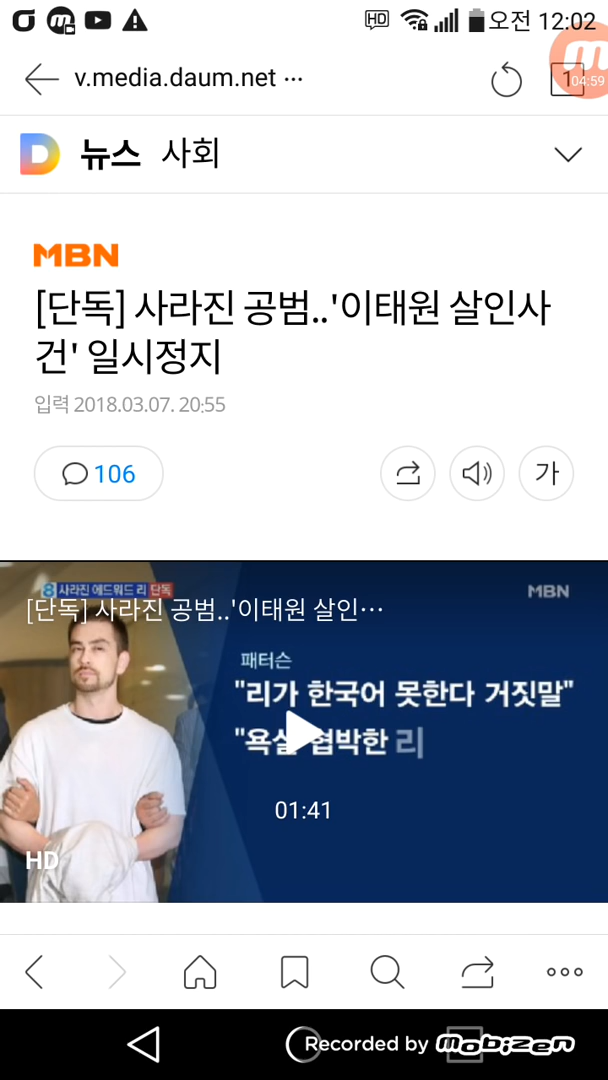 HD 오전 12:02
v.media.daum.net ···
1
04:59
뉴스 사회
MBN
[단독] 사라진 공범..'이태원 살인사
건' 일시정지
입력 2018.03.07. 20:55
106
가
8 사라진 에드워드 리 단독
MBN
[단독] 사라진 공범..'이태원 살인···
패터슨
"리가 한국어 못한다 거짓말"
"욕실 협박한 리
01:41
HD
Recorded by mobizen